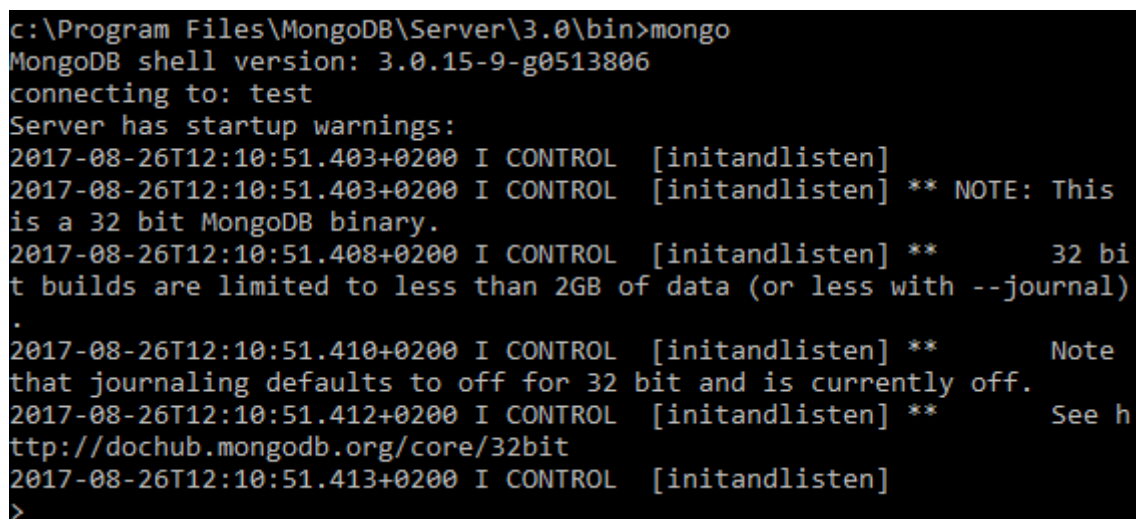 c:\Program Files\MongoDB\Server\3.0\bin>mongo
MongoDB shell version: 3.0.15-9-g0513806
connecting to: test
Server has startup warnings:
2017-08-26T12:10:51.403+0200 I CONTROL  [initandlisten]
2017-08-26T12:10:51.403+0200 I CONTROL  [initandlisten] ** NOTE: This
is a 32 bit MongoDB binary.
2017-08-26T12:10:51.408+0200 I CONTROL  [initandlisten] **       32 bi
t builds are limited to less than 2GB of data (or less with --journal)
.
2017-08-26T12:10:51.410+0200 I CONTROL  [initandlisten] **       Note
that journaling defaults to off for 32 bit and is currently off.
2017-08-26T12:10:51.412+0200 I CONTROL  [initandlisten] **       See h
ttp://dochub.mongodb.org/core/32bit
2017-08-26T12:10:51.413+0200 I CONTROL  [initandlisten]
>